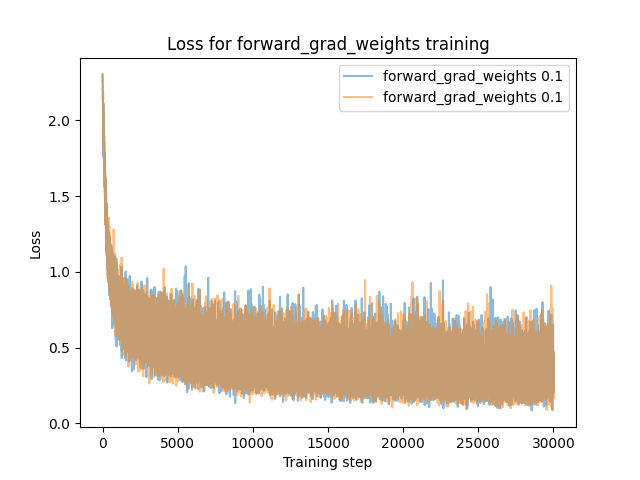 Loss for forward_grad_weights training
forward_grad_weights 0.1
forward_grad_weights 0.1
2.0
1.5
1.0
0.5
0.0
Loss
0 5000 10000 15000 20000 25000 30000
Training step